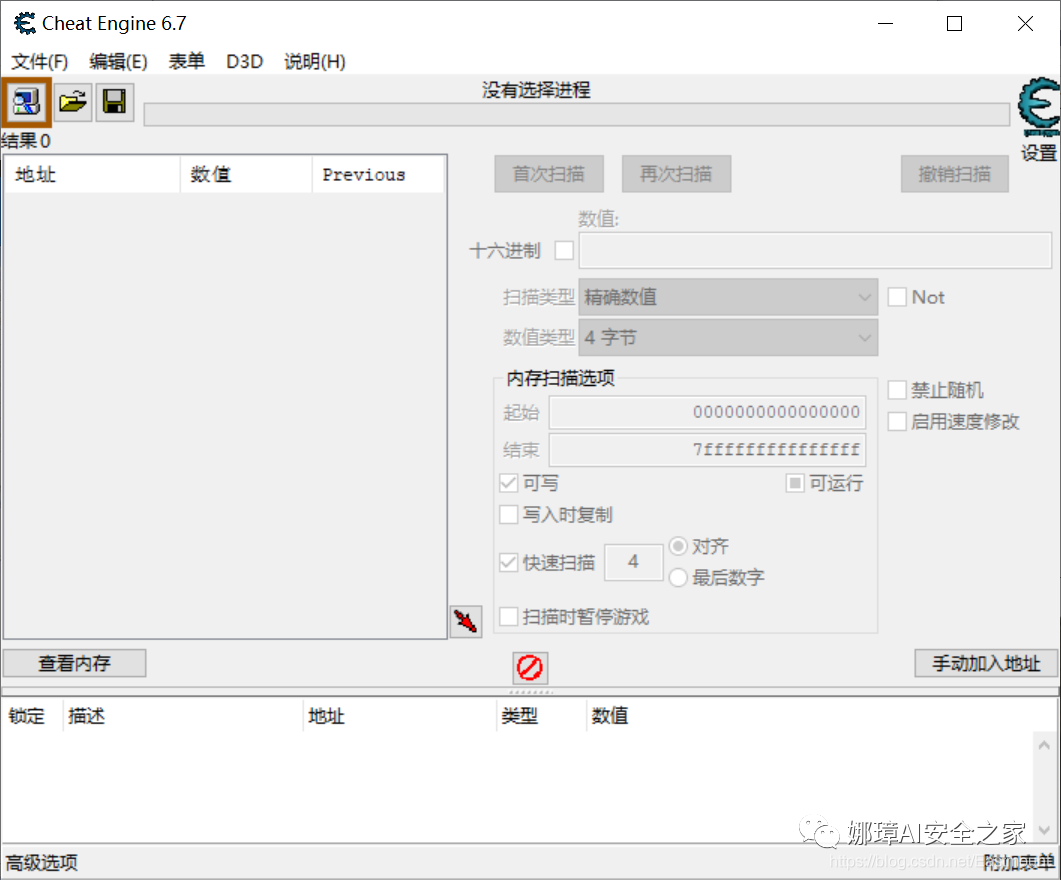 Cheat Engine 6.7
文件(F) 编辑(E) 表单 D3D 说明(H)
没有选择进程
结果 0
设置
地址 数值 Previous
首次扫描 再次扫描 撤销扫描
数值:
十六进制
扫描类型 精确数值 Not
数值类型 4 字节
内存扫描选项
禁止随机
起始 0000000000000000
启用速度修改
结束 7fffffffffffffff
可写 可运行
写入时复制
快速扫描 4 对齐
最后数字
扫描时暂停游戏
查看内存 手动加入地址
锁定 描述 地址 类型 数值
娜璋AI安全之家
高级选项 附加表单